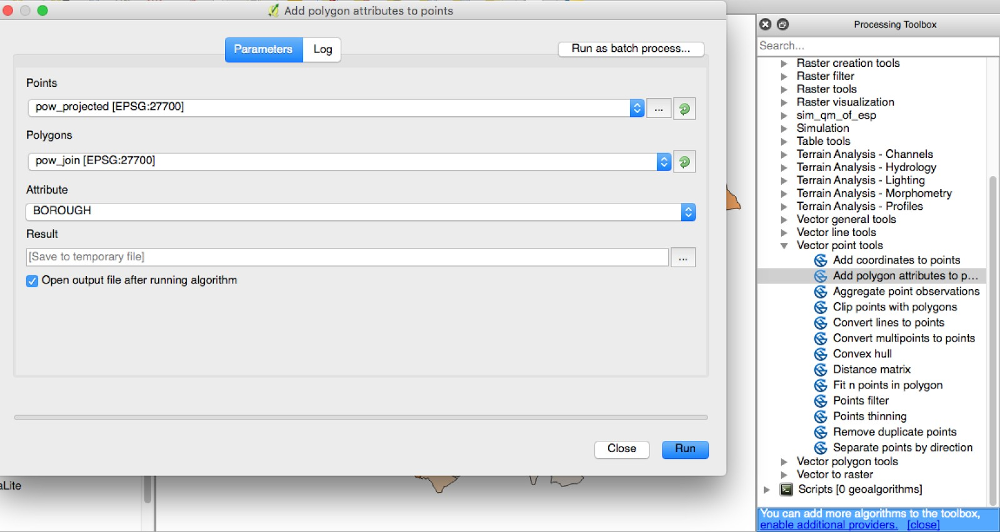 Add polygon attributes to points
Parameters
Log
Run as batch process...
Points
pow_projected [EPSG:27700]
...
Polygons
pow_join [EPSG:27700]
Attribute
BOROUGH
Result
[Save to temporary file]
...
Open output file after running algorithm
Close
Run
aLite
Processing Toolbox
Search...
Raster creation tools
Raster filter
Raster tools
Raster visualization
sim_qm_of_esp
Simulation
Table tools
Terrain Analysis - Channels
Terrain Analysis - Hydrology
Terrain Analysis - Lighting
Terrain Analysis - Morphometry
Terrain Analysis - Profiles
Vector general tools
Vector line tools
Vector point tools
Add coordinates to points
Add polygon attributes to p...
Aggregate point observations
Clip points with polygons
Convert lines to points
Convert multipoints to points
Convex hull
Distance matrix
Fit n points in polygon
Points filter
Points thinning
Remove duplicate points
Separate points by direction
Vector polygon tools
Vector to raster
Scripts [0 geoalgorithms]
You can add more algorithms to the toolbox,
enable additional providers. [close]